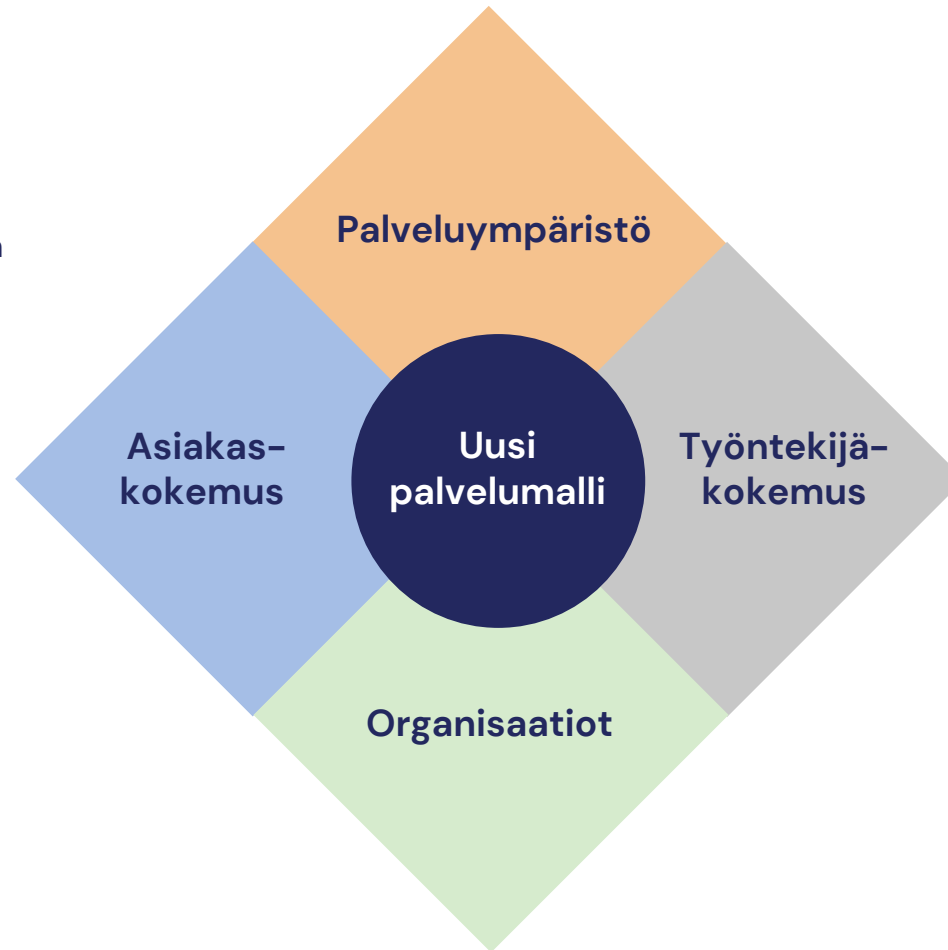 Palveluympäristö
Asiakas-
kokemus
Uusi
palvelumalli
Työntekijä-
kokemus
Organisaatiot